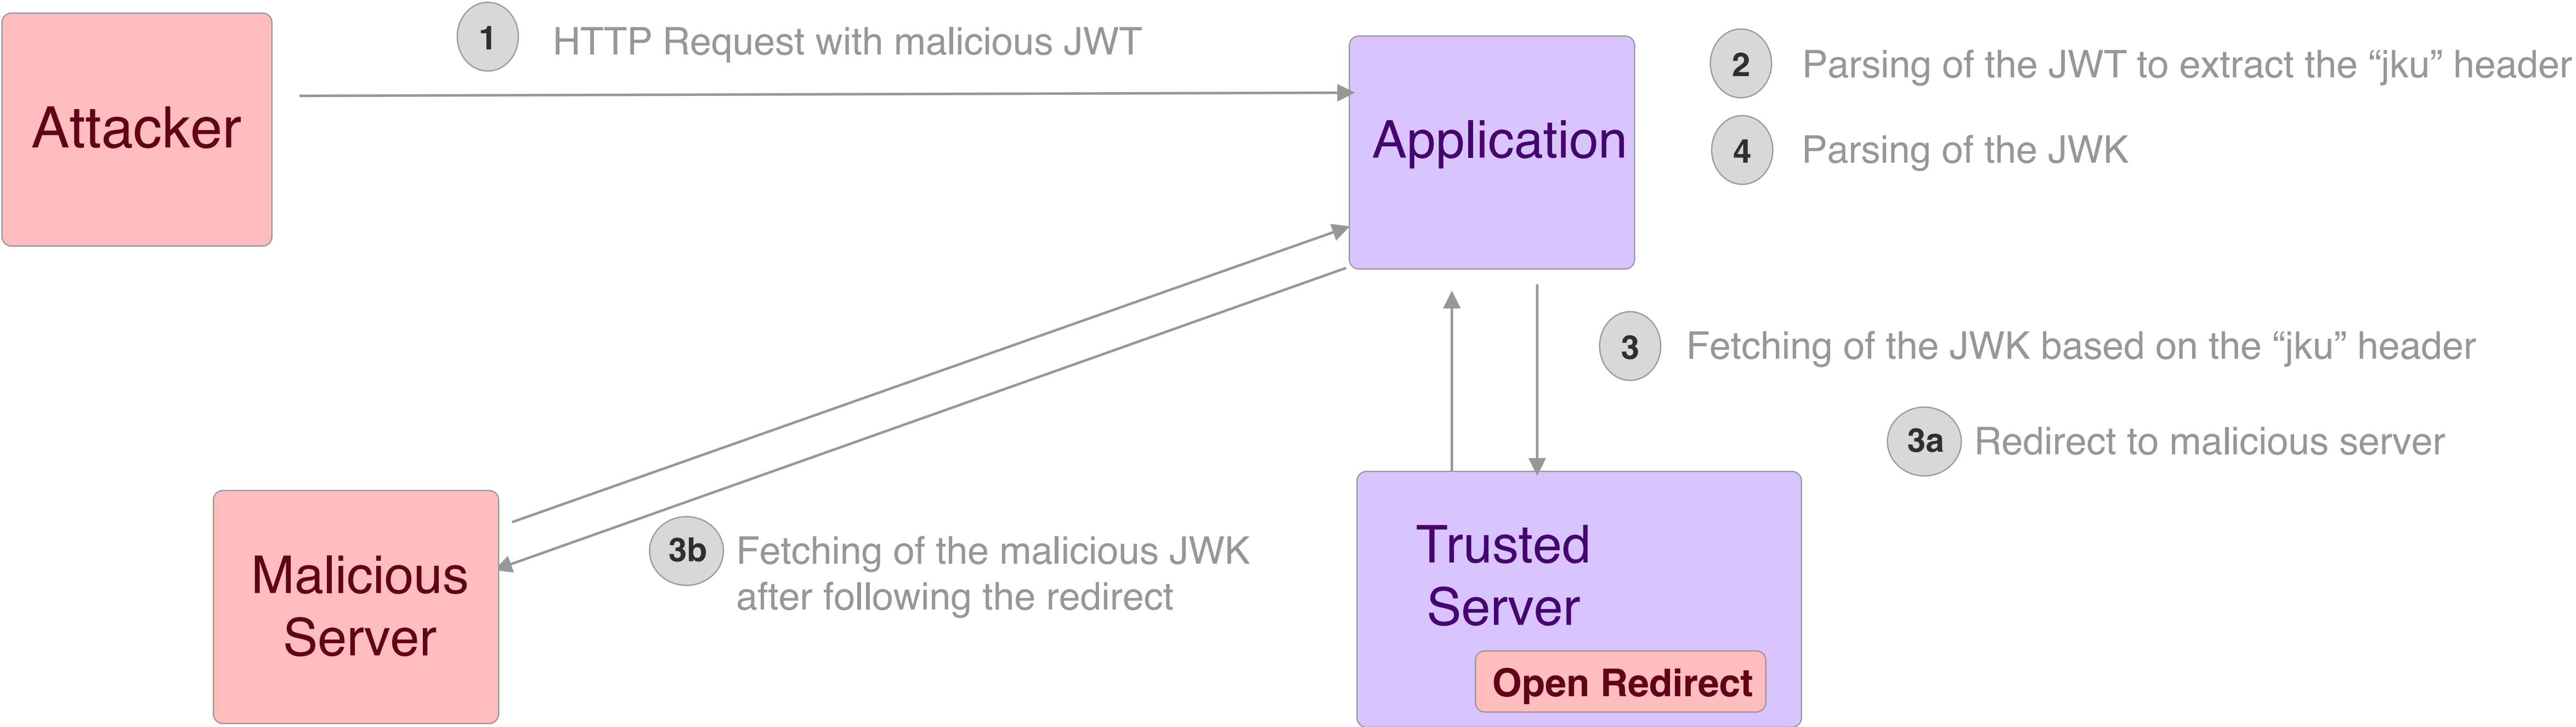 1 HTTP Request with malicious JWT
Attacker
Application
2 Parsing of the JWT to extract the “jku” header
4 Parsing of the JWK
3 Fetching of the JWK based on the “jku” header
3a Redirect to malicious server
Malicious
Server
3b Fetching of the malicious JWK
after following the redirect
Trusted
Server
Open Redirect